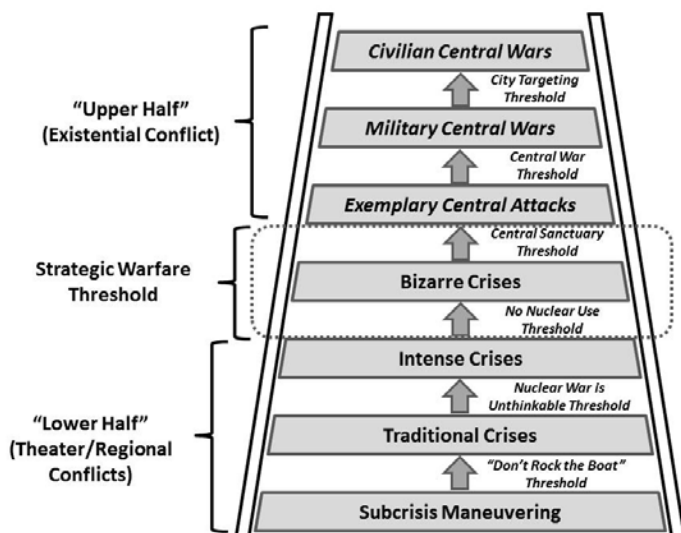 Civilian Central Wars
City Targeting
Threshold
"Upper Half"
(Existential Conflict)
Military Central Wars
Central War
Threshold
Exemplary Central Attacks
Central Sanctuary
Threshold
Strategic Warfare
Threshold
Bizarre Crises
No Nuclear Use
Threshold
Intense Crises
Nuclear War is
Unthinkable Threshold
"Lower Half"
(Theater/Regional
Conflicts)
Traditional Crises
"Don't Rock the Boat"
Threshold
Subcrisis Maneuvering